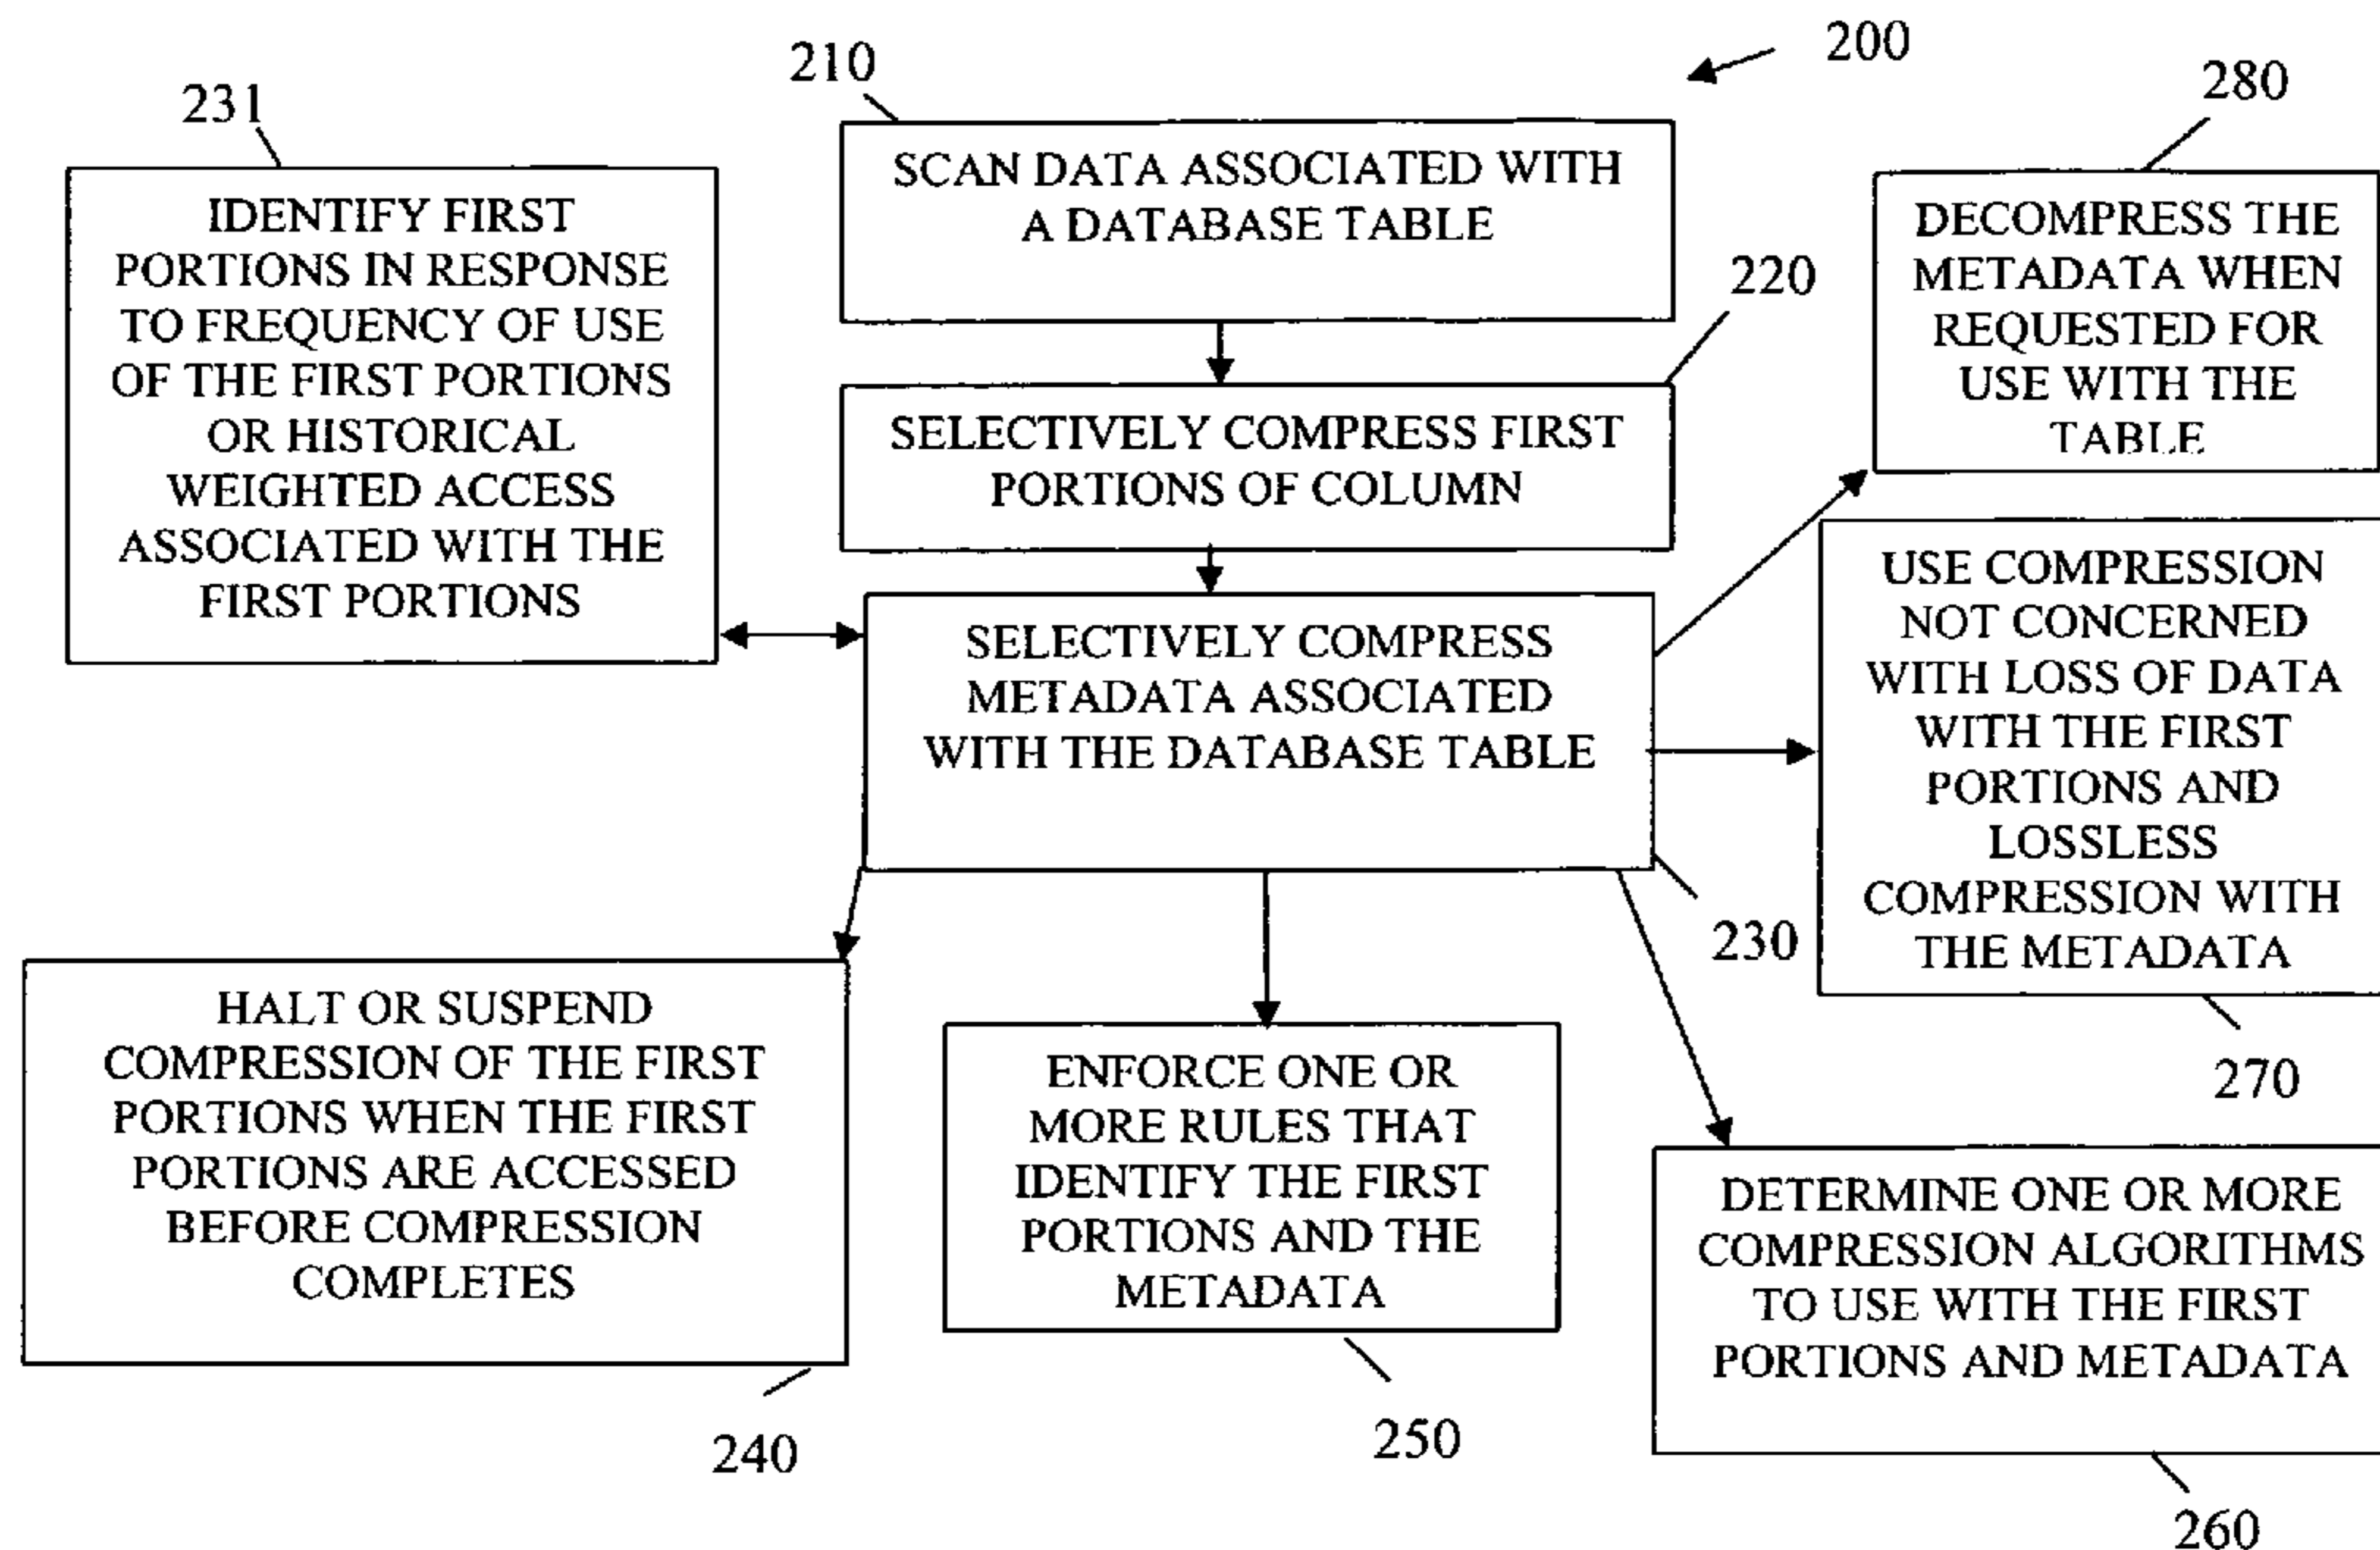 200
210
SCAN DATA ASSOCIATED WITH
A DATABASE TABLE
231
IDENTIFY FIRST
PORTIONS IN RESPONSE
TO FREQUENCY OF USE
OF THE FIRST PORTIONS
OR HISTORICAL
WEIGHTED ACCESS
ASSOCIATED WITH THE
FIRST PORTIONS
280
DECOMPRESS THE
METADATA WHEN
REQUESTED FOR
USE WITH THE
TABLE
220
SELECTIVELY COMPRESS FIRST
PORTIONS OF COLUMN
SELECTIVELY COMPRESS
METADATA ASSOCIATED
WITH THE DATABASE TABLE
230
USE COMPRESSION
NOT CONCERNED
WITH LOSS OF DATA
WITH THE FIRST
PORTIONS AND
LOSSLESS
COMPRESSION WITH
THE METADATA
270
HALT OR SUSPEND
COMPRESSION OF THE FIRST
PORTIONS WHEN THE FIRST
PORTIONS ARE ACCESSED
BEFORE COMPRESSION
COMPLETES
240
ENFORCE ONE OR
MORE RULES THAT
IDENTIFY THE FIRST
PORTIONS AND THE
METADATA
250
DETERMINE ONE OR MORE
COMPRESSION ALGORITHMS
TO USE WITH THE FIRST
PORTIONS AND METADATA
260